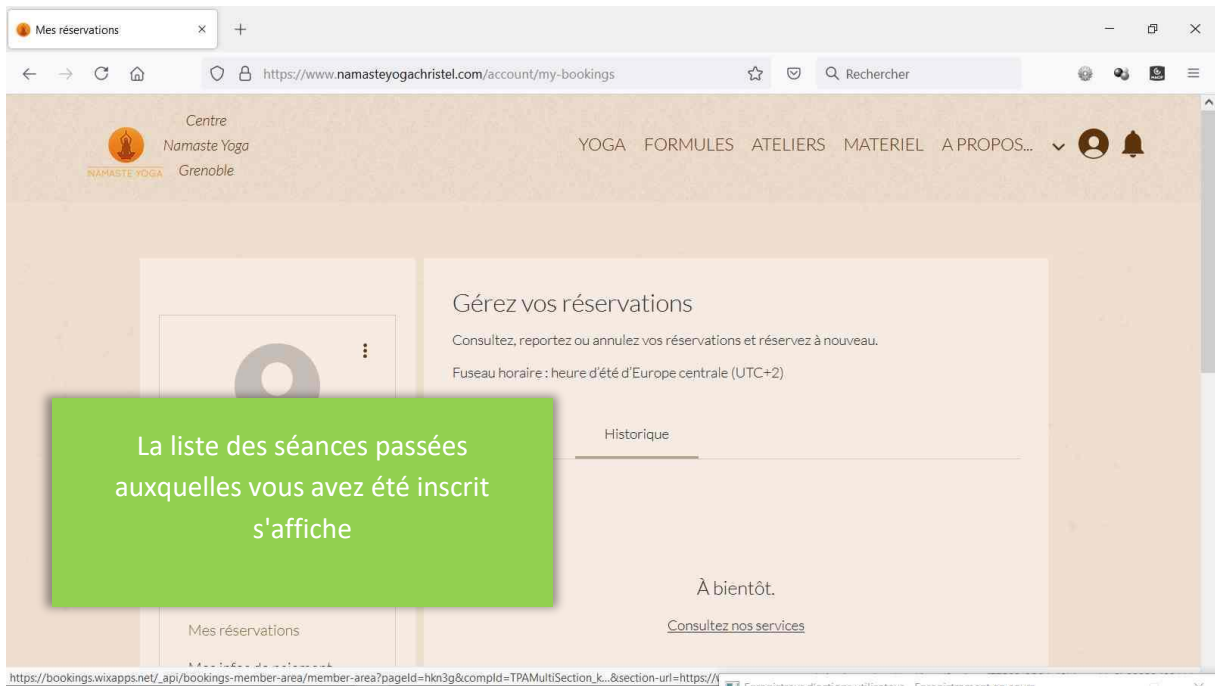 Mes réservations
https://www.namasteyogachristel.com/account/my-bookings
Rechercher
Centre
Namaste Yoga
Grenoble
NAMASTE YOGA
YOGA FORMULES ATELIERS MATERIEL A PROPOS...
Gérez vos réservations
Consultez, reportez ou annulez vos réservations et réservez à nouveau.
Fuseau horaire : heure d'été d'Europe centrale (UTC+2)
Historique
La liste des séances passées
auxquelles vous avez été inscrit
s'affiche
À bientôt.
Consultez nos services
Mes réservations
Mes infos de paiement
https://bookings.wixapps.net/_api/bookings-member-area/member-area?pageId=hkn3g&compId=TPAMultiSection_k...&section-url=https://